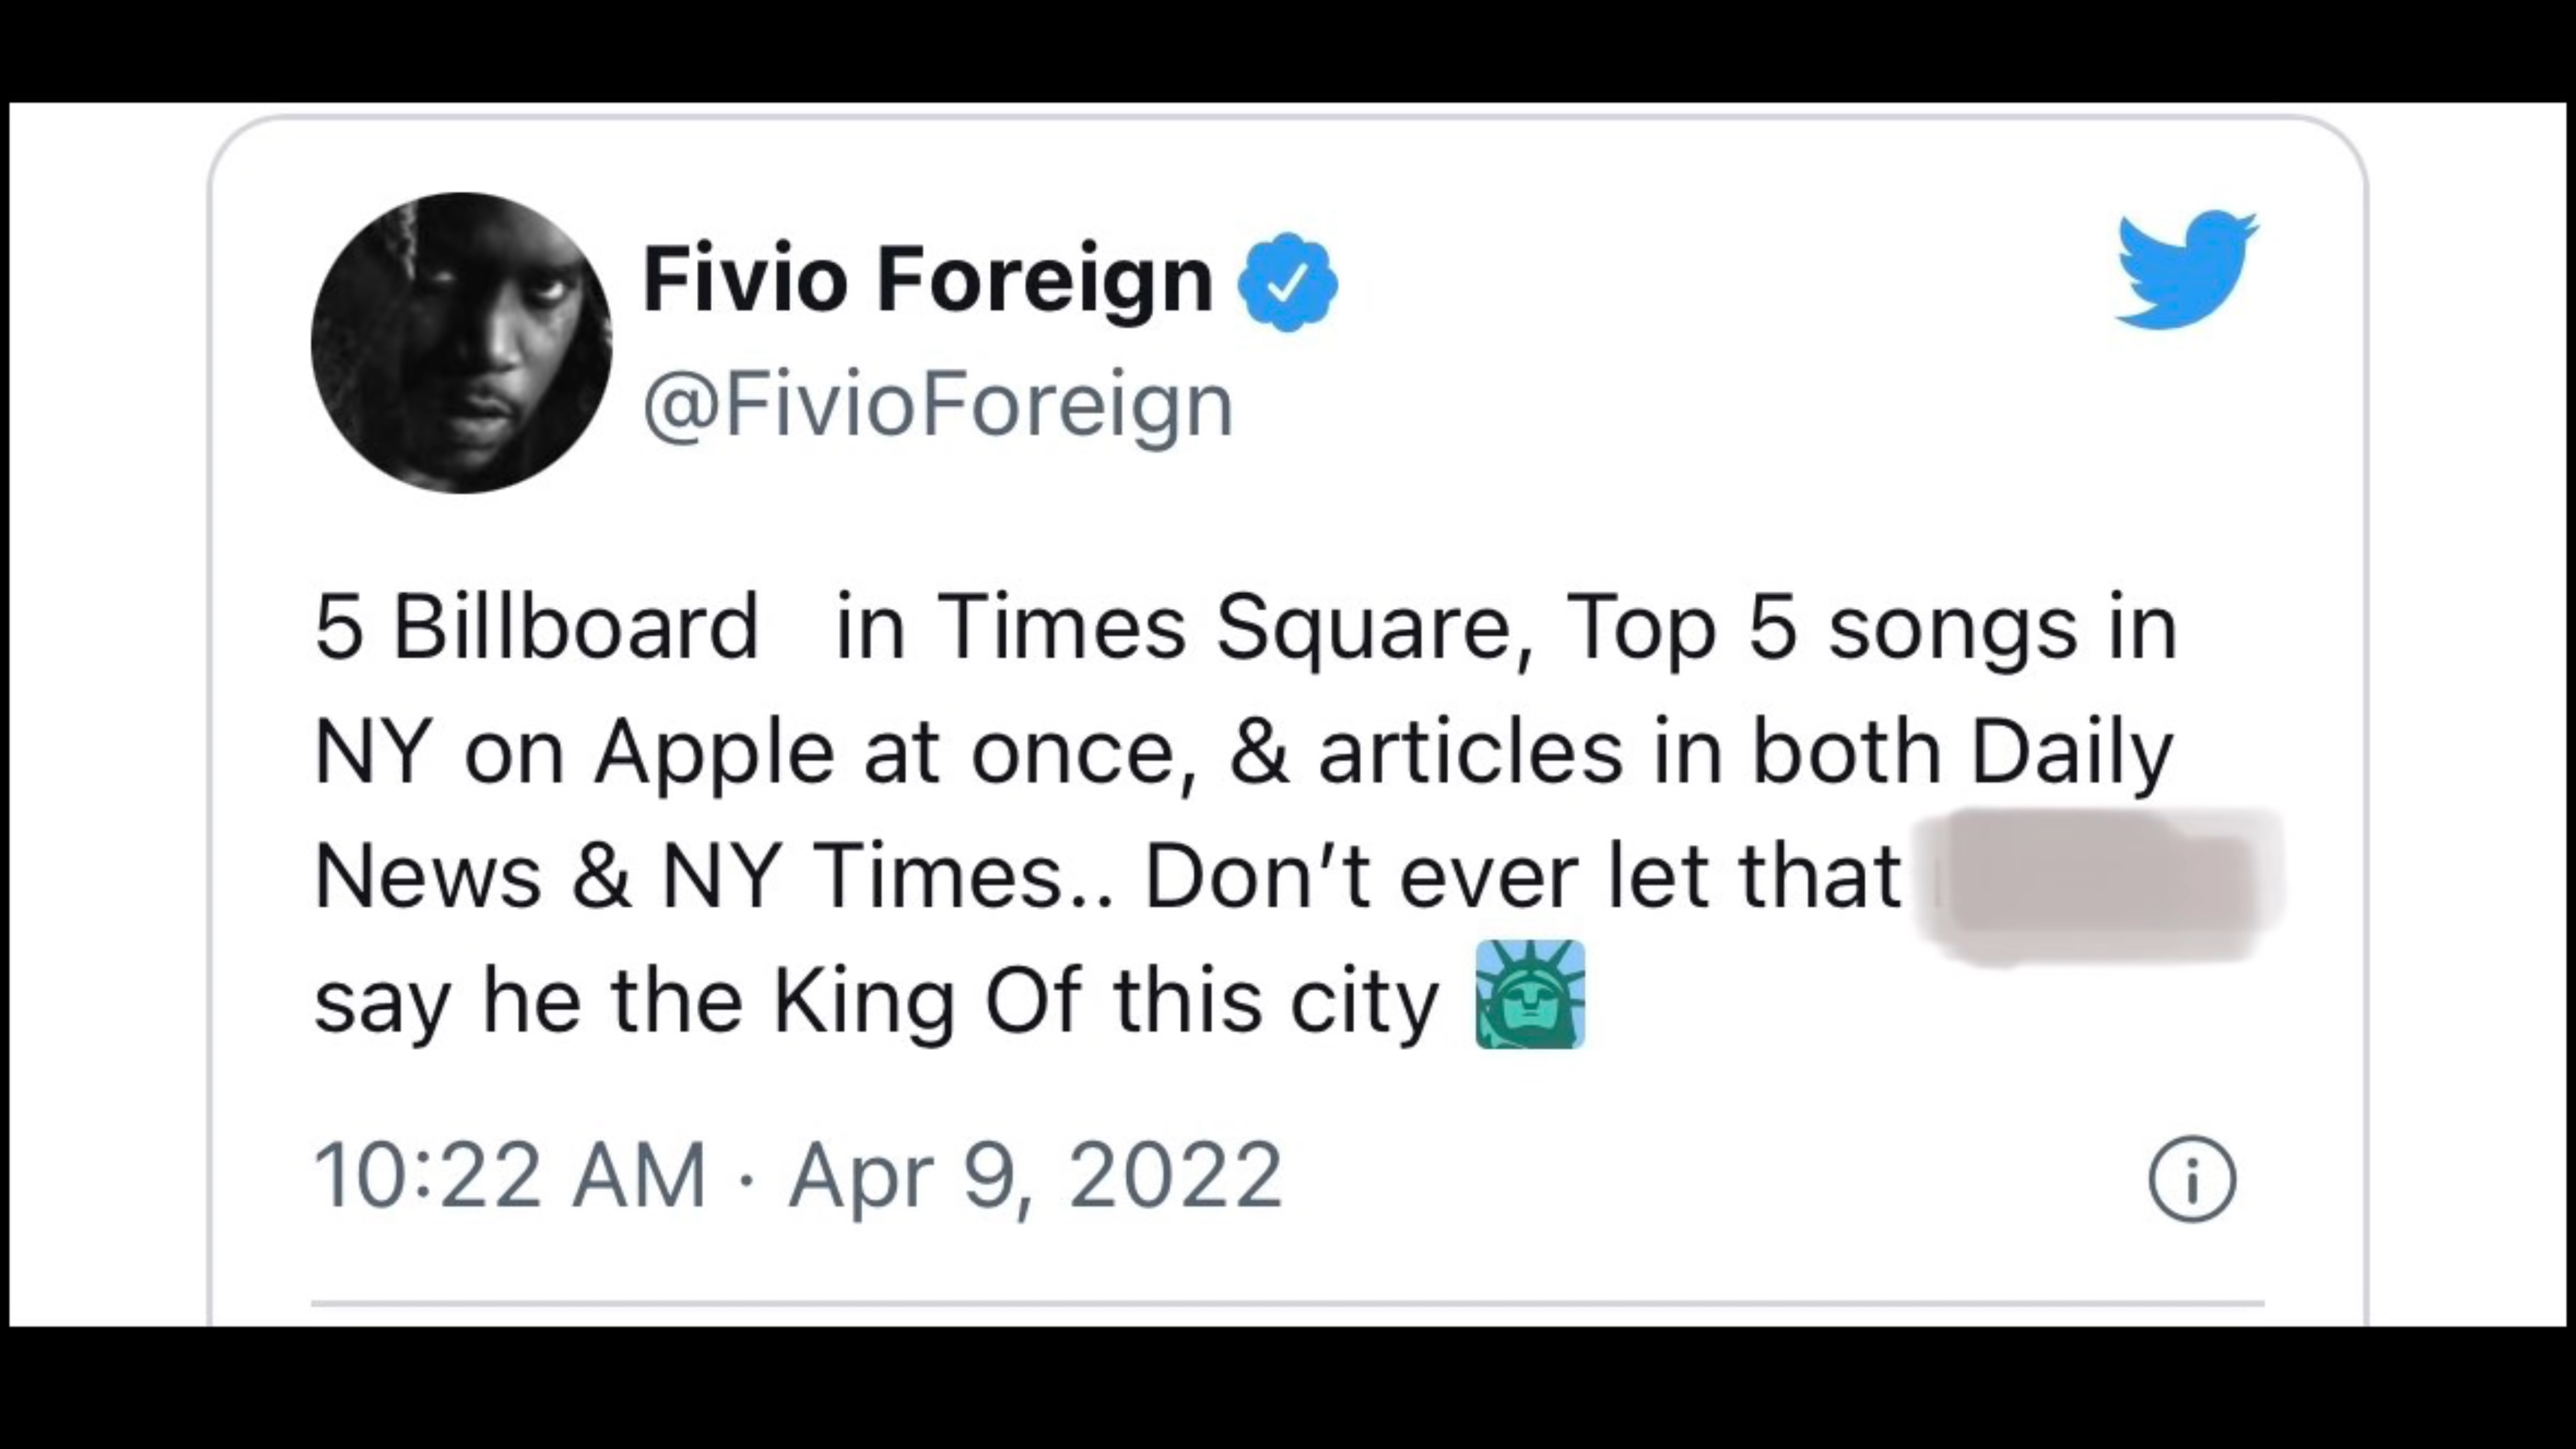 Fivio Foreign
@FivioForeign
5 Billboard in Times Square, Top 5 songs in
NY on Apple at once, & articles in both Daily
News & NY Times.. Don’t ever let that
say he the King Of this city 🗽
10:22 AM · Apr 9, 2022